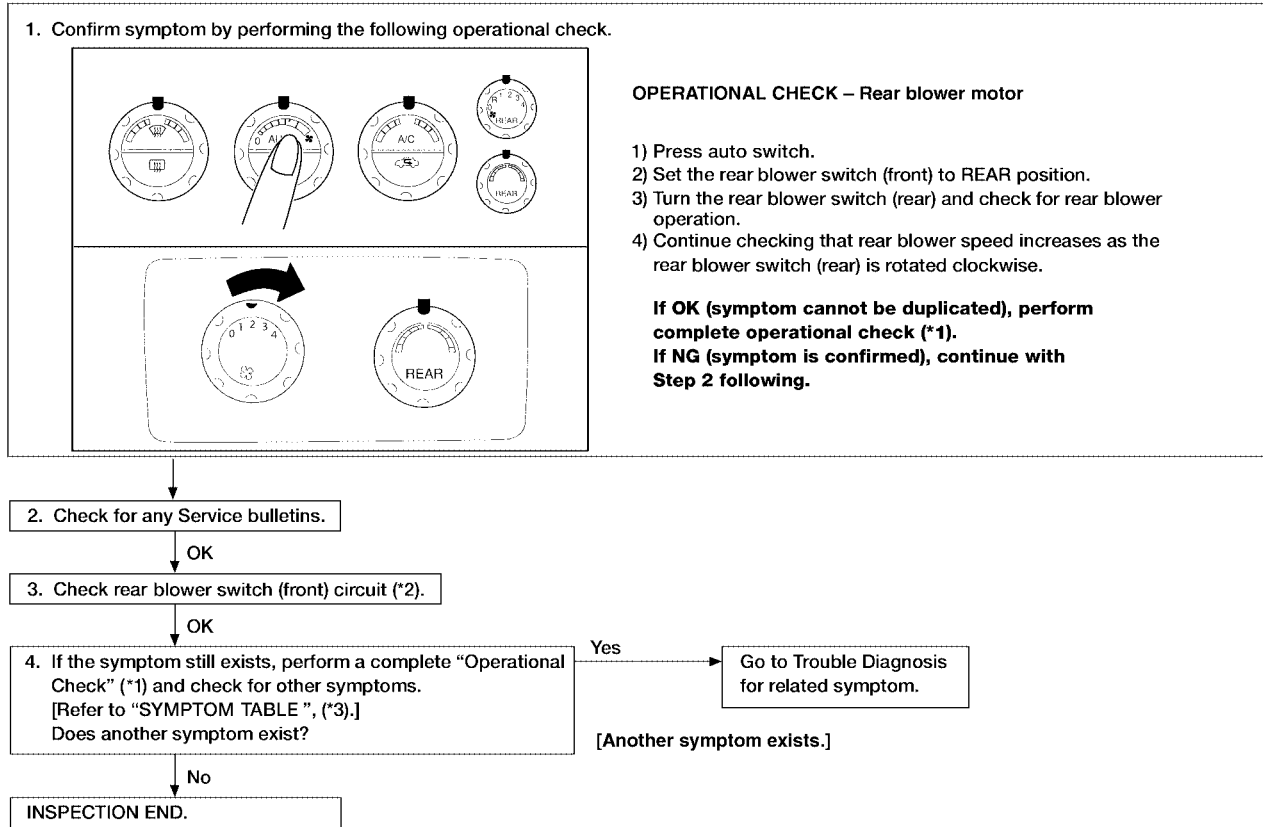 1. Confirm symptom by performing the following operational check.
0 AU
A/C
R 1 2 3 4
REAR
REAR
0 1 2 3 4
REAR
OPERATIONAL CHECK – Rear blower motor
1) Press auto switch.
2) Set the rear blower switch (front) to REAR position.
3) Turn the rear blower switch (rear) and check for rear blower
operation.
4) Continue checking that rear blower speed increases as the
rear blower switch (rear) is rotated clockwise.
If OK (symptom cannot be duplicated), perform
complete operational check (*1).
If NG (symptom is confirmed), continue with
Step 2 following.
2. Check for any Service bulletins.
OK
3. Check rear blower switch (front) circuit (*2).
OK
4. If the symptom still exists, perform a complete “Operational
Check” (*1) and check for other symptoms.
[Refer to “SYMPTOM TABLE ”, (*3).]
Does another symptom exist?
Yes
Go to Trouble Diagnosis
for related symptom.
[Another symptom exists.]
No
INSPECTION END.